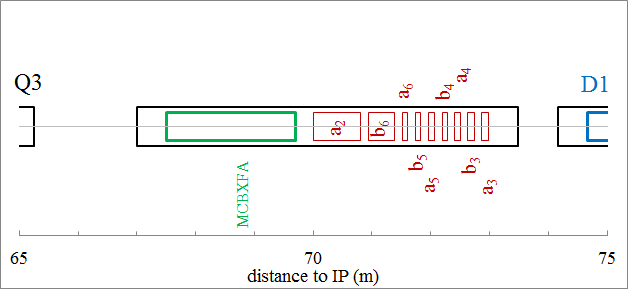 Q3
D1
a6
b4
a4
a2
b6
b5
a5
b3
a3
MCBXFA
65
70
75
distance to IP (m)